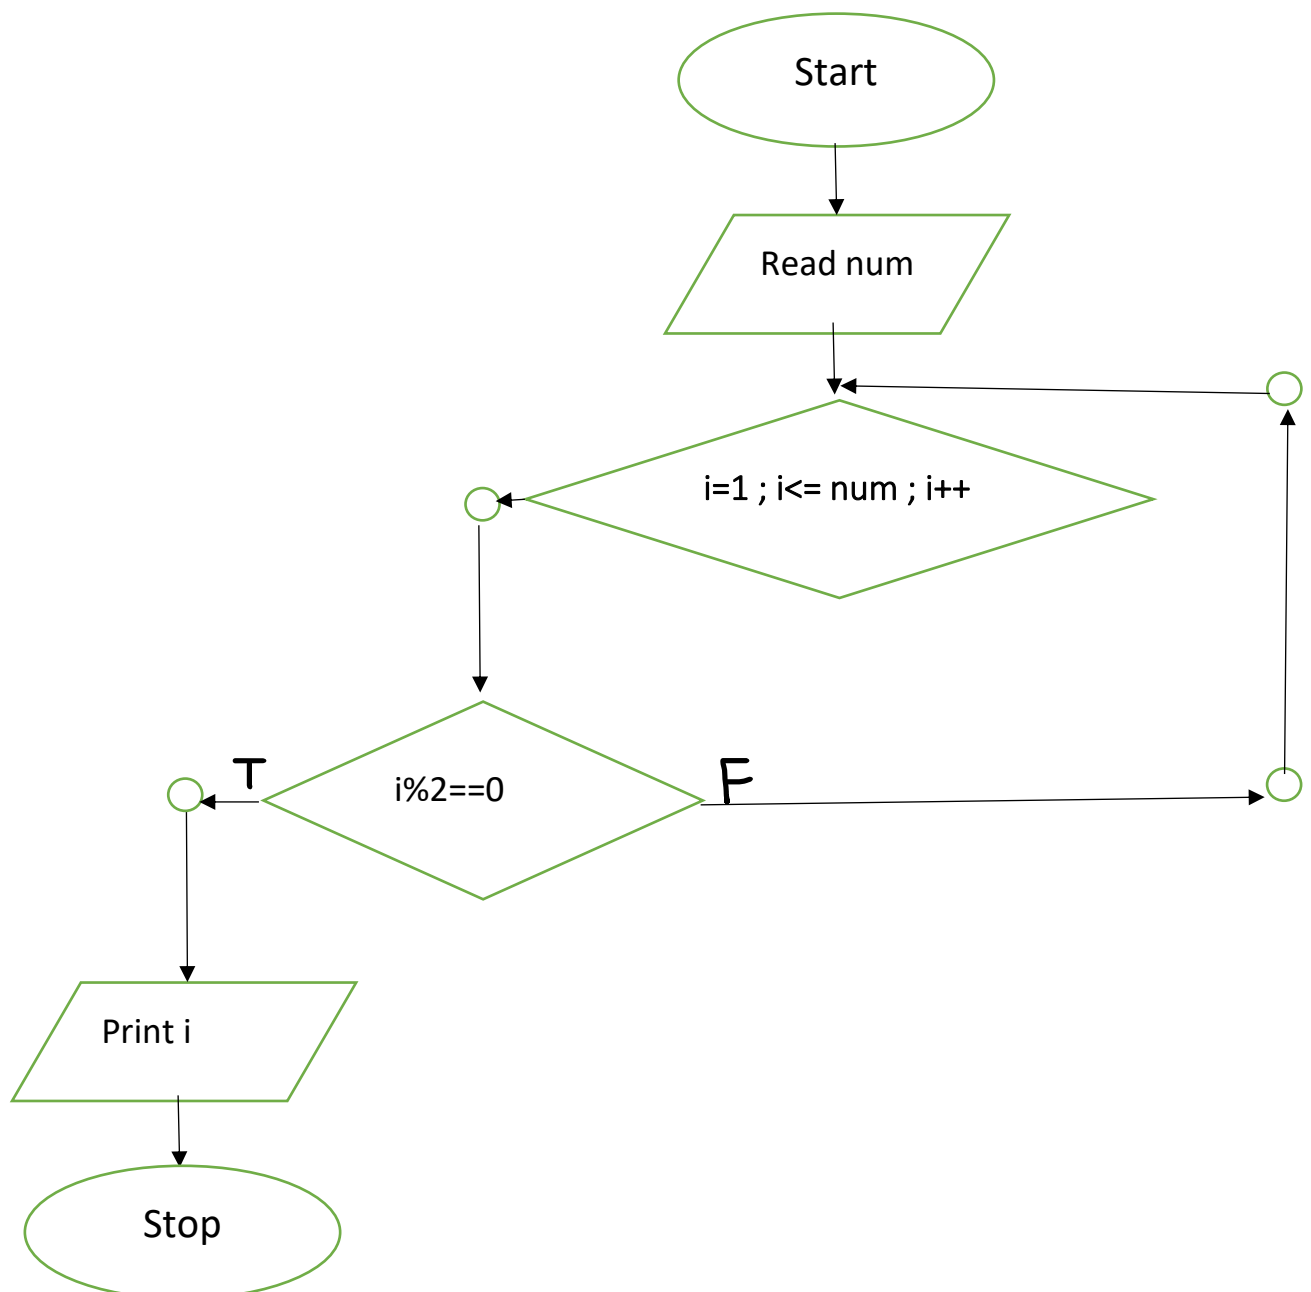 Start
Read num
i=1 ; i<= num ; i++
T
i%2==0
F
Print i
Stop